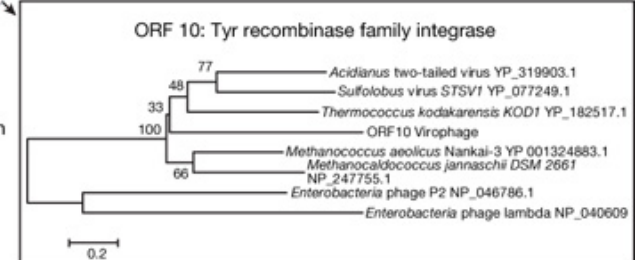 ORF 10: Tyr recombinase family integrase
77
Acidianus two-tailed virus YP_319903.1
48
Sulfolobus virus STSV1 YP_077249.1
33
Thermococcus kodakarensis KOD1 YP_182517.1
n
100
ORF10 Virophage
Methanococcus aeolicus Nankai-3 YP 001324883.1
Methanocaldococcus jannaschii DSM 2661
66
NP_247755.1
Enterobacteria phage P2 NP_046786.1
Enterobacteria phage lambda NP_040609
0.2